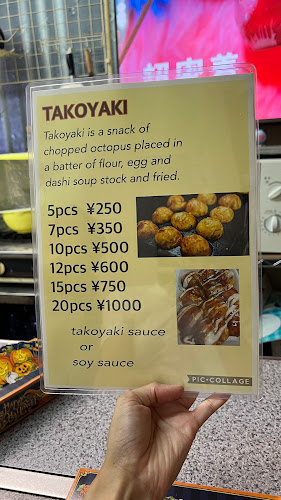 TAKOYAKI
Takoyaki is a snack of
chopped octopus placed in
a batter of flour, egg and
dashi soup stock and fried.
5pcs ¥250
7pcs ¥350
10pcs ¥500
12pcs ¥600
15pcs ¥750
20pcs ¥1000
takoyaki sauce
or
soy sauce
PIC•COLLAGE